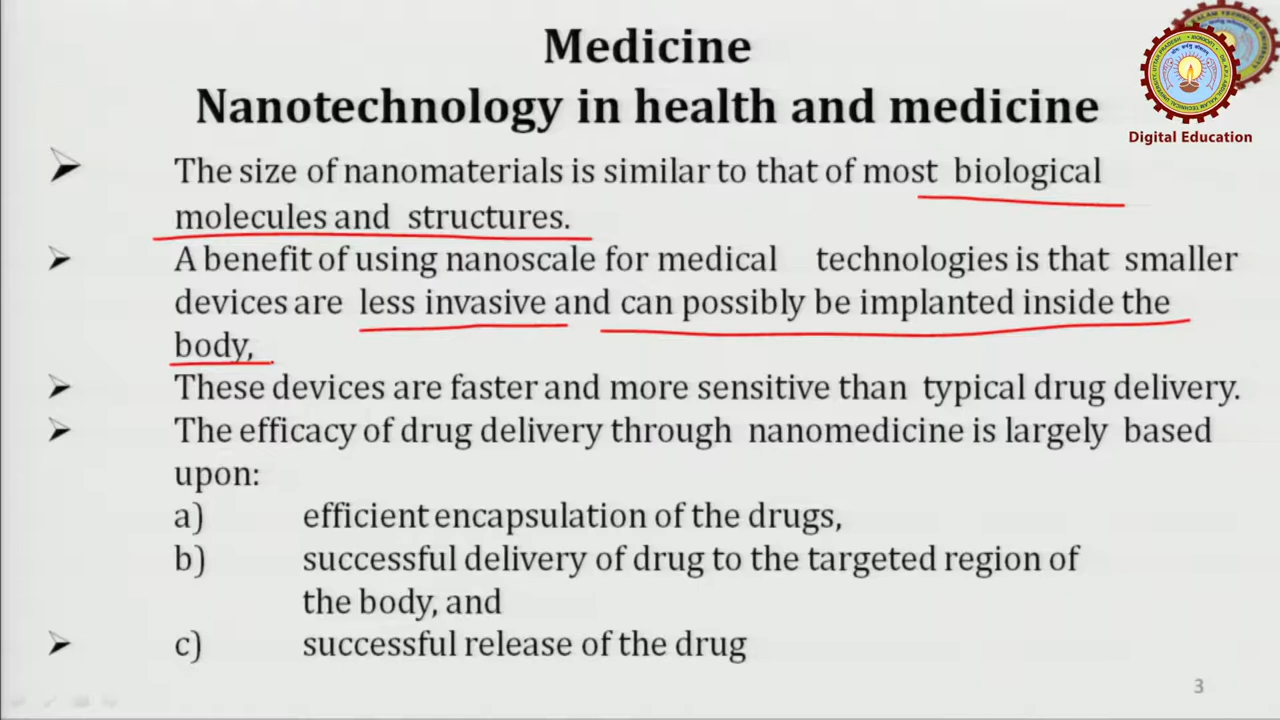 Medicine
Nanotechnology in health and medicine
Digital Education
The size of nanomaterials is similar to that of most biological
molecules and structures.
A benefit of using nanoscale for medical technologies is that smaller
devices are less invasive and can possibly be implanted inside the
body,
These devices are faster and more sensitive than typical drug delivery.
The efficacy of drug delivery through nanomedicine is largely based
upon:
a) efficient encapsulation of the drugs,
b) successful delivery of drug to the targeted region of
the body, and
c) successful release of the drug
3